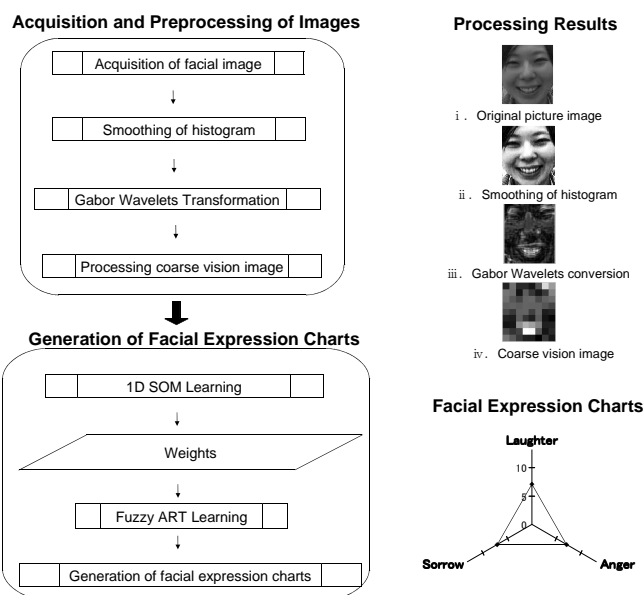 Acquisition and Preprocessing of Images
Acquisition of facial image
Smoothing of histogram
Gabor Wavelets Transformation
Processing coarse vision image
Generation of Facial Expression Charts
1D SOM Learning
Weights
Fuzzy ART Learning
Generation of facial expression charts
Processing Results
ⅰ. Original picture image
ⅱ. Smoothing of histogram
ⅲ. Gabor Wavelets conversion
ⅳ. Coarse vision image
Facial Expression Charts
Laughter
10
5
0
Sorrow
Anger